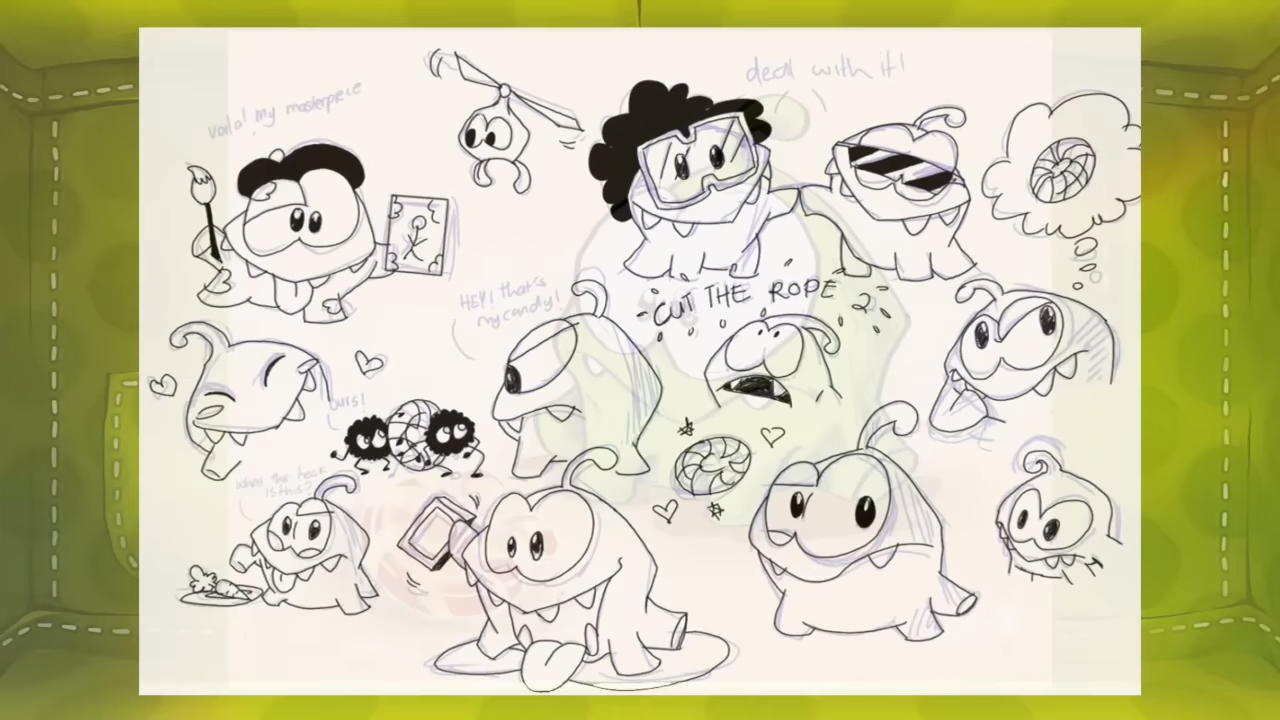 deal with it!
Voila! my masterpiece
HEY! that's
my candy!
CUT THE ROPE 2
ours!
what the heck
is this?